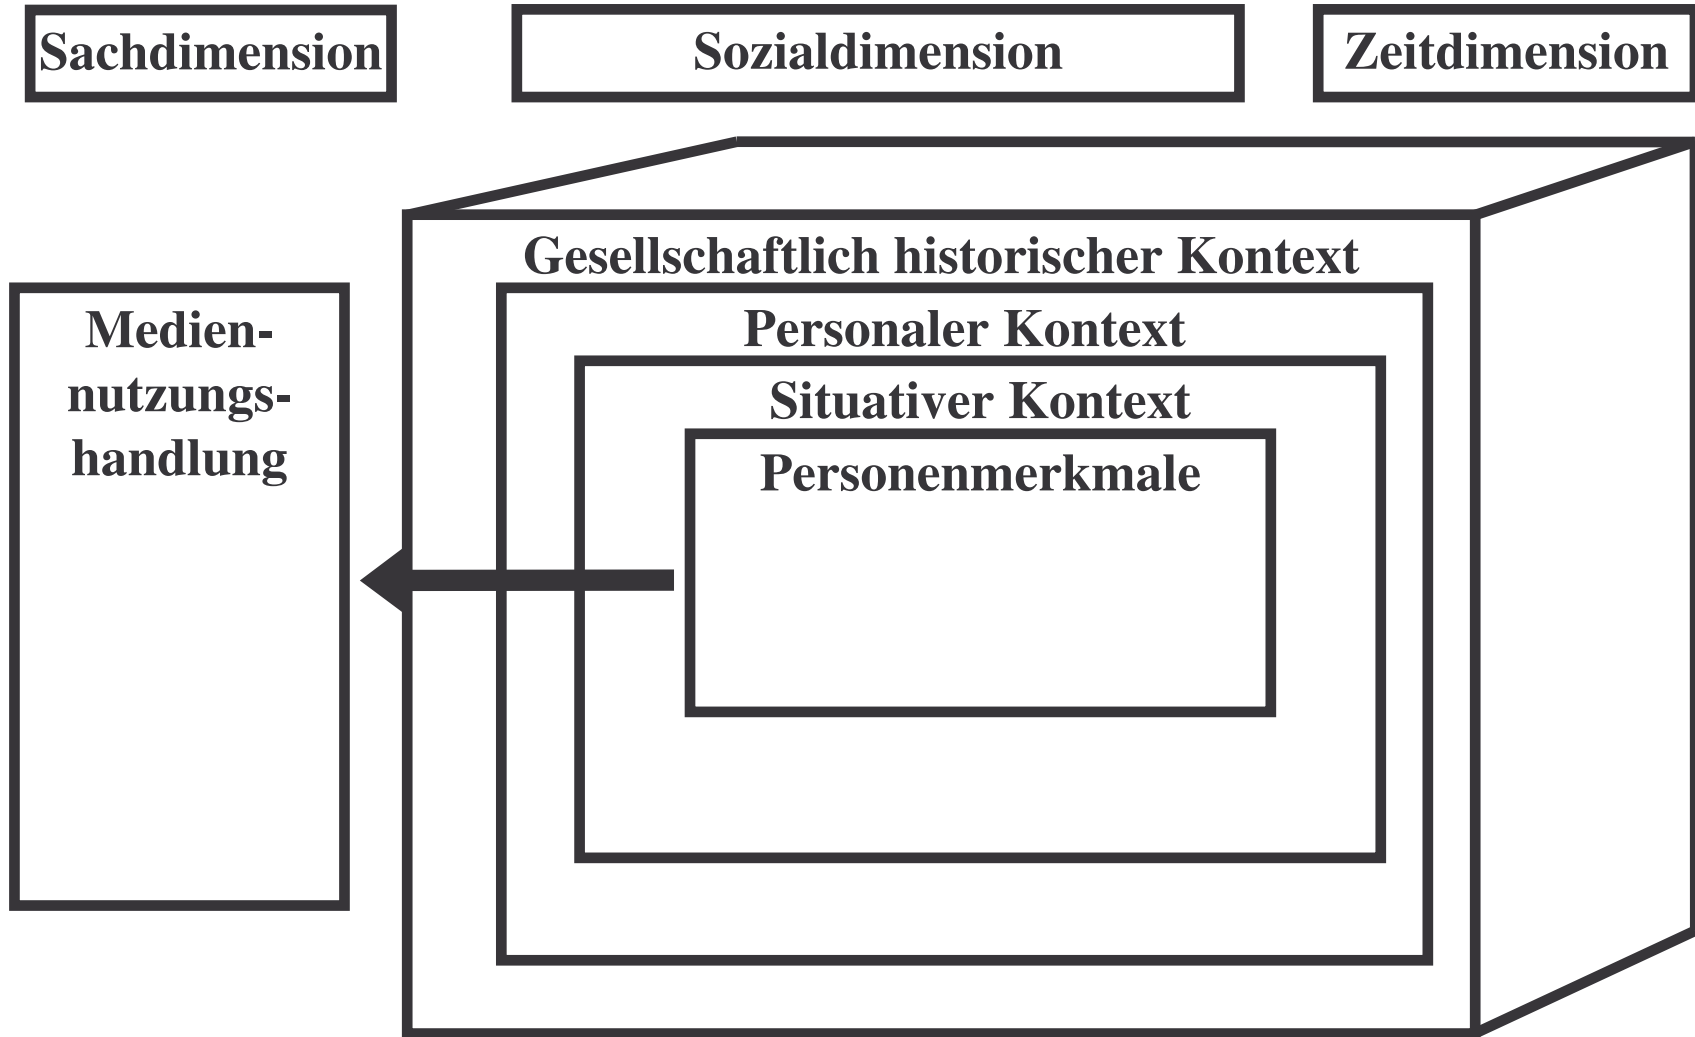 Sachdimension
Sozialdimension
Zeitdimension
Gesellschaftlich historischer Kontext
Medien-
nutzungs-
handlung
Personaler Kontext
Situativer Kontext
Personenmerkmale